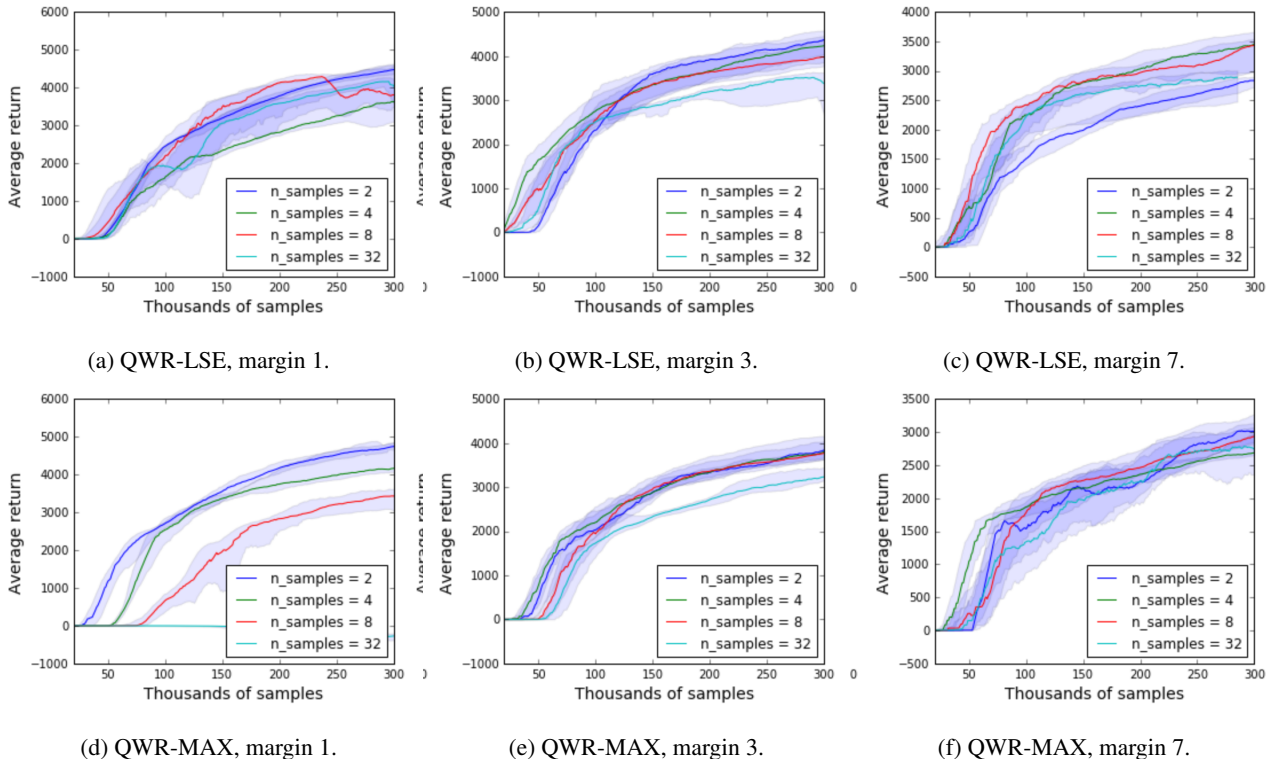 6000
5000
4000
3000
2000
1000
0
−1000
Average return
50 100 150 200 250 300
Thousands of samples
n_samples = 2
n_samples = 4
n_samples = 8
n_samples = 32
(a) QWR-LSE, margin 1.
5000
4000
3000
2000
1000
0
−1000
Average return
0 50 100 150 200 250 300
Thousands of samples
n_samples = 2
n_samples = 4
n_samples = 8
n_samples = 32
(b) QWR-LSE, margin 3.
4000
3500
3000
2500
2000
1500
1000
500
0
−500
Average return
0 50 100 150 200 250 300
Thousands of samples
n_samples = 2
n_samples = 4
n_samples = 8
n_samples = 32
(c) QWR-LSE, margin 7.
6000
5000
4000
3000
2000
1000
0
−1000
Average return
50 100 150 200 250 300
Thousands of samples
n_samples = 2
n_samples = 4
n_samples = 8
n_samples = 32
(d) QWR-MAX, margin 1.
5000
4000
3000
2000
1000
0
−1000
Average return
0 50 100 150 200 250 300
Thousands of samples
n_samples = 2
n_samples = 4
n_samples = 8
n_samples = 32
(e) QWR-MAX, margin 3.
3500
3000
2500
2000
1500
1000
500
0
−500
Average return
0 50 100 150 200 250 300
Thousands of samples
n_samples = 2
n_samples = 4
n_samples = 8
n_samples = 32
(f) QWR-MAX, margin 7.